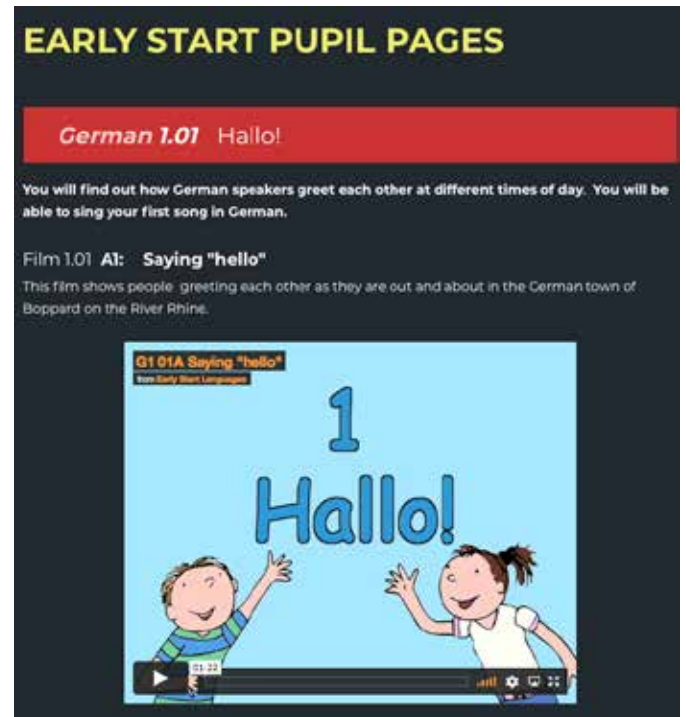 EARLY START PUPIL PAGES
German 1.01 Hallo!
You will find out how German speakers greet each other at different times of day. You will be
able to sing your first song in German.
Film 1.01 A1: Saying "hello"
This film shows people greeting each other as they are out and about in the German town of
Boppard on the River Rhine.
G1 01A Saying "hello"
from Early Start Languages
1
Hallo!
01:22